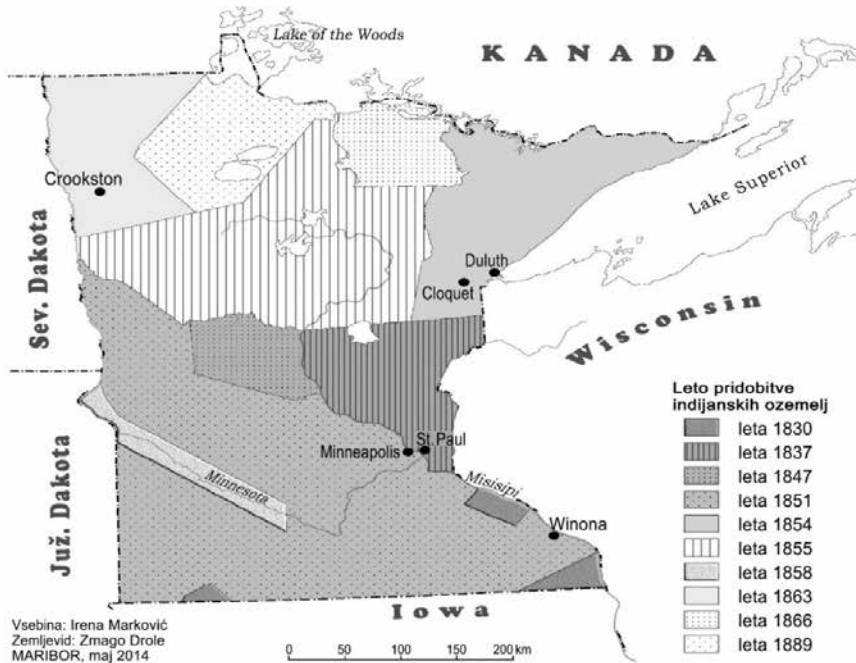 Lake of the Woods
KANADA
Crookston
Lake Superior
Duluth
Cloquet
Sev. Dakota
Wisconsin
Leto pridobitve
indijanskih ozemelj
leta 1830
leta 1837
leta 1847
leta 1851
leta 1854
leta 1855
leta 1858
leta 1863
leta 1866
leta 1889
St. Paul
Minneapolis
Minnesota
Misisipi
Winona
Juž. Dakota
Iowa
Vsebina: Irena Marković
Zemljevid: Zmago Drole
MARIBOR, maj 2014
0 50 100 150 200 km